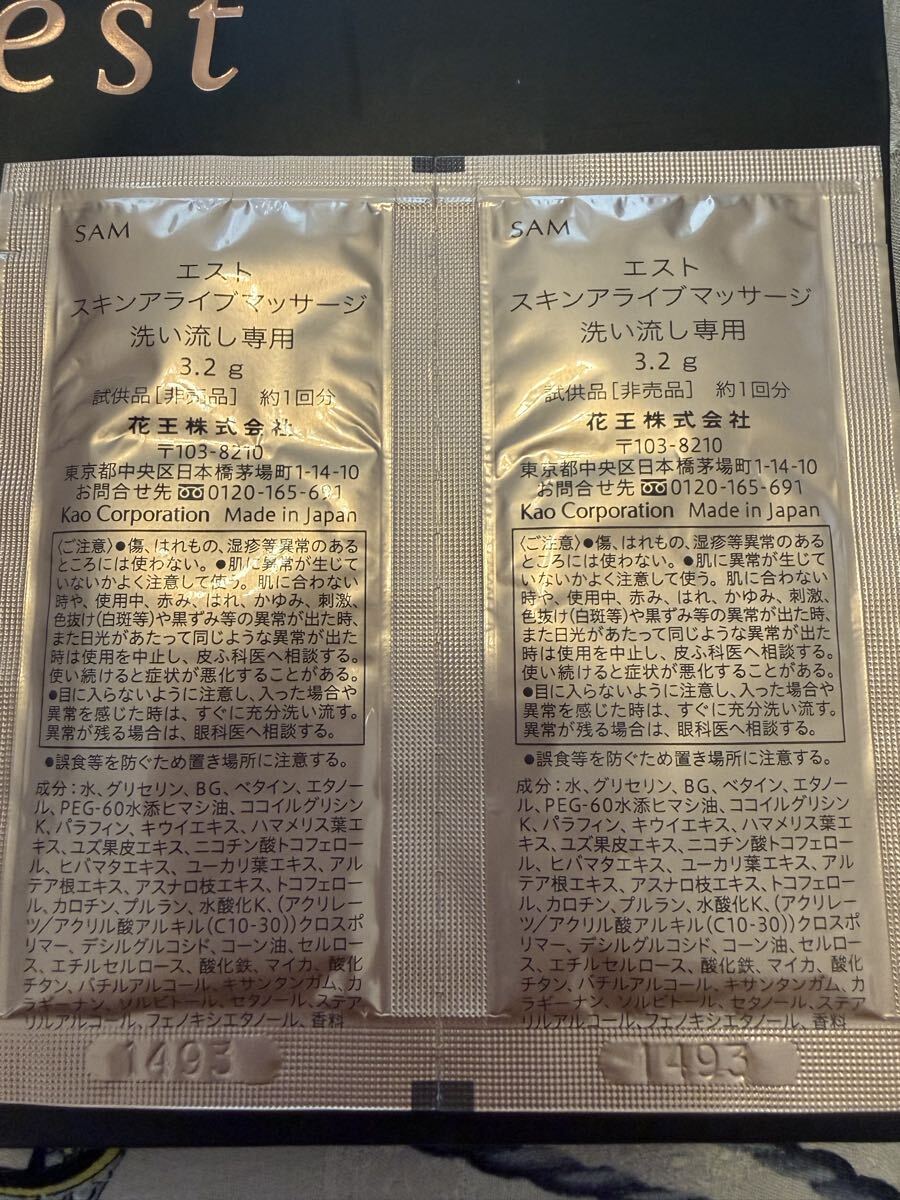 est
SAM
エスト
スキンアライブマッサージ
洗い流し専用
3.2 g
試供品[非売品] 約1回分
花王株式会社
〒103-8210
東京都中央区日本橋茅場町1-14-10
お問合せ先 0120-165-691
Kao Corporation Made in Japan
〈ご注意〉●傷、はれもの、湿疹等異常のある
ところには使わない。●肌に異常が生じて
いないかよく注意して使う。肌に合わない
時や、使用中、赤み、はれ、かゆみ、刺激、
色抜け(白斑等)や黒ずみ等の異常が出た時、
また日光があたって同じような異常が出た
時は使用を中止し、皮ふ科医へ相談する。
使い続けると症状が悪化することがある。
●目に入らないように注意し、入った場合や
異常を感じた時は、すぐに充分洗い流す。
異常が残る場合は、眼科医へ相談する。
●誤食等を防ぐため置き場所に注意する。
成分：水、グリセリン、BG、ベタイン、エタノー
ル、PEG-60水添ヒマシ油、ココイルグリシン
K、パラフィン、キウイエキス、ハマメリス葉エ
キス、ユズ果皮エキス、ニコチン酸トコフェロー
ル、ヒバマタエキス、ユーカリ葉エキス、アル
テア根エキス、アスナロ枝エキス、トコフェロー
ル、カロチン、プルラン、水酸化K、(アクリレー
ツ/アクリル酸アルキル(C10-30))クロスポ
リマー、デシルグルコシド、コーン油、セルロー
ス、エチルセルロース、酸化鉄、マイカ、酸化
チタン、バチルアルコール、キサンタンガム、カ
ラギーナン、ソルビトール、セタノール、ステア
リルアルコール、フェノキシエタノール、香料
1493
SAM
エスト
スキンアライブマッサージ
洗い流し専用
3.2 g
試供品[非売品] 約1回分
花王株式会社
〒103-8210
東京都中央区日本橋茅場町1-14-10
お問合せ先 0120-165-691
Kao Corporation Made in Japan
〈ご注意〉●傷、はれもの、湿疹等異常のある
ところには使わない。●肌に異常が生じて
いないかよく注意して使う。肌に合わない
時や、使用中、赤み、はれ、かゆみ、刺激、
色抜け(白斑等)や黒ずみ等の異常が出た時、
また日光があたって同じような異常が出た
時は使用を中止し、皮ふ科医へ相談する。
使い続けると症状が悪化することがある。
●目に入らないように注意し、入った場合や
異常を感じた時は、すぐに充分洗い流す。
異常が残る場合は、眼科医へ相談する。
●誤食等を防ぐため置き場所に注意する。
成分：水、グリセリン、BG、ベタイン、エタノー
ル、PEG-60水添ヒマシ油、ココイルグリシン
K、パラフィン、キウイエキス、ハマメリス葉エ
キス、ユズ果皮エキス、ニコチン酸トコフェロー
ル、ヒバマタエキス、ユーカリ葉エキス、アル
テア根エキス、アスナロ枝エキス、トコフェロー
ル、カロチン、プルラン、水酸化K、(アクリレー
ツ/アクリル酸アルキル(C10-30))クロスポ
リマー、デシルグルコシド、コーン油、セルロー
ス、エチルセルロース、酸化鉄、マイカ、酸化
チタン、バチルアルコール、キサンタンガム、カ
ラギーナン、ソルビトール、セタノール、ステア
リルアルコール、フェノキシエタノール、香料
1493